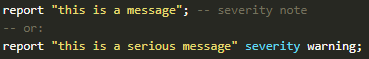 report "this is a message"; -- severity note
-- or:
report "this is a serious message" severity warning;